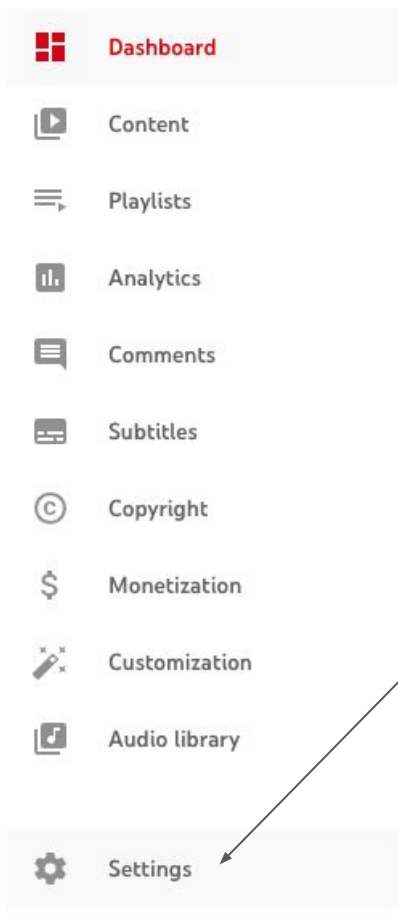 Dashboard
Content
Playlists
Analytics
Comments
Subtitles
Copyright
Monetization
Customization
Audio library
Settings